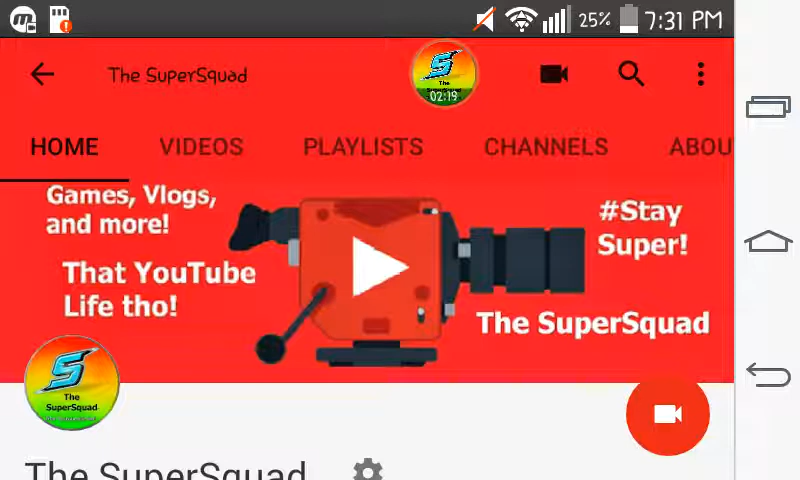 25% 7:31 PM
The SuperSquad
S
The
02:19
HOME VIDEOS PLAYLISTS CHANNELS ABOU
Games, Vlogs,
and more!
That YouTube
Life tho!
#Stay
Super!
The SuperSquad
S
The
SuperSquad
The SuperSquad